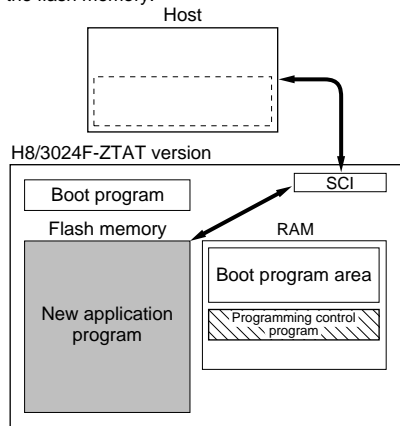 the flash memory.
Host
H8/3024F-ZTAT version
SCI
Boot program
Flash memory
RAM
Boot program area
New application
program
Programming control
program